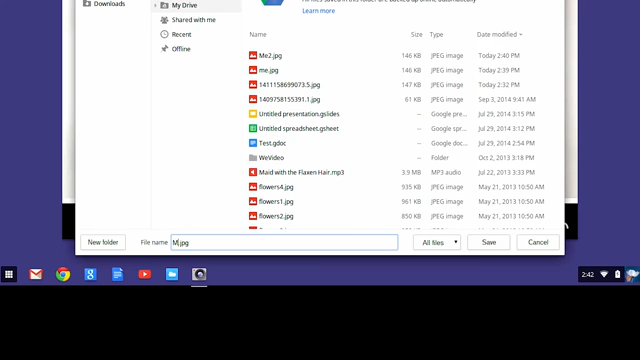 Downloads
My Drive
Learn more
Shared with me
Recent
Offline
Name Size Type Date modified
Me2.jpg 146 KB JPEG image Today 2:40 PM
me.jpg 146 KB JPEG image Today 2:39 PM
1411158699073.5.jpg 147 KB JPEG image Today 2:32 PM
1409758155391.1.jpg 61 KB JPEG image Sep 3, 2014 9:41 AM
Untitled presentation.gslides -- Google pre... Jul 29, 2014 3:15 PM
Untitled spreadsheet.gsheet -- Google spr... Jul 29, 2014 3:12 PM
Test.gdoc -- Google doc... Jul 29, 2014 2:54 PM
WeVideo -- Folder Oct 2, 2013 3:18 PM
Maid with the Flaxen Hair.mp3 3.9 MB MP3 audio Jul 22, 2013 3:33 PM
flowers4.jpg 935 KB JPEG image May 21, 2013 10:50 AM
flowers1.jpg 961 KB JPEG image May 21, 2013 10:50 AM
flowers2.jpg 850 KB JPEG image May 21, 2013 10:50 AM
New folder File name M.jpg All files Save Cancel
2:42